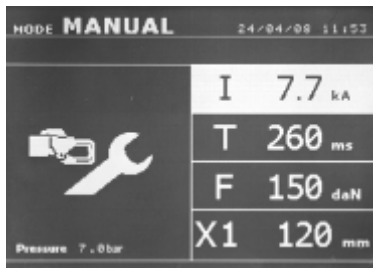 MODE MANUAL 24/04/08 11:53
I 7.7 kA
T 260 ms
F 150 daN
X1 120 mm
Pressure 7.0bar